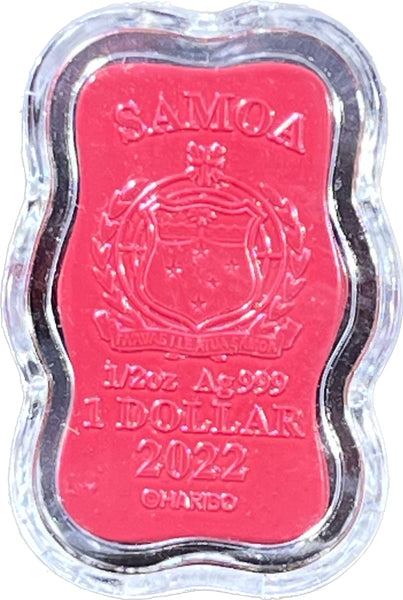 SAMOA
1/2oz Ag999
1 DOLLAR
2022
©HARIBO